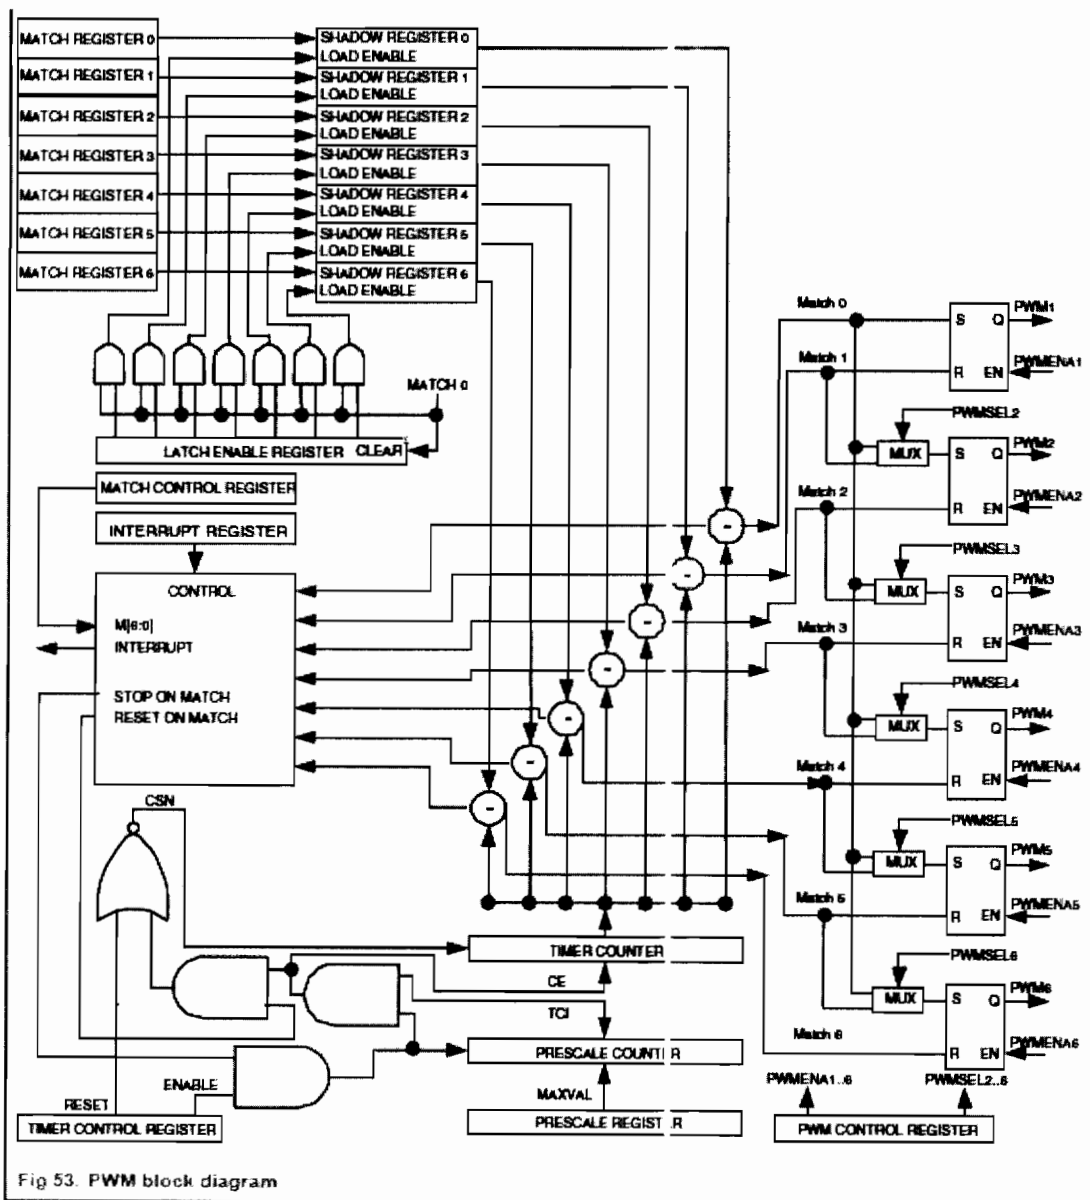 MATCH REGISTER 0
MATCH REGISTER 1
MATCH REGISTER 2
MATCH REGISTER 3
MATCH REGISTER 4
MATCH REGISTER 5
MATCH REGISTER 6
SHADOW REGISTER 0
LOAD ENABLE
SHADOW REGISTER 1
LOAD ENABLE
SHADOW REGISTER 2
LOAD ENABLE
SHADOW REGISTER 3
LOAD ENABLE
SHADOW REGISTER 4
LOAD ENABLE
SHADOW REGISTER 5
LOAD ENABLE
SHADOW REGISTER 6
LOAD ENABLE
MATCH 0
LATCH ENABLE REGISTER CLEAR
MATCH CONTROL REGISTER
INTERRUPT REGISTER
CONTROL
M[6:0]
INTERRUPT
STOP ON MATCH
RESET ON MATCH
CSN
-
-
-
-
-
-
-
TIMER COUNTER
CE
TCI
PRESCALE COUNTER
MAXVAL
PRESCALE REGISTER
ENABLE
RESET
TIMER CONTROL REGISTER
Match 0
S Q PWM1
Match 1
R EN PWMENA1
PWMSEL2
MUX S Q PWM2
Match 2
R EN PWMENA2
PWMSEL3
MUX S Q PWM3
Match 3
R EN PWMENA3
PWMSEL4
MUX S Q PWM4
Match 4
R EN PWMENA4
PWMSEL5
MUX S Q PWM5
Match 5
R EN PWMENA5
PWMSEL6
MUX S Q PWM6
Match 6
R EN PWMENA6
PWMENA1..6
PWMSEL2..6
PWM CONTROL REGISTER
Fig 53. PWM block diagram